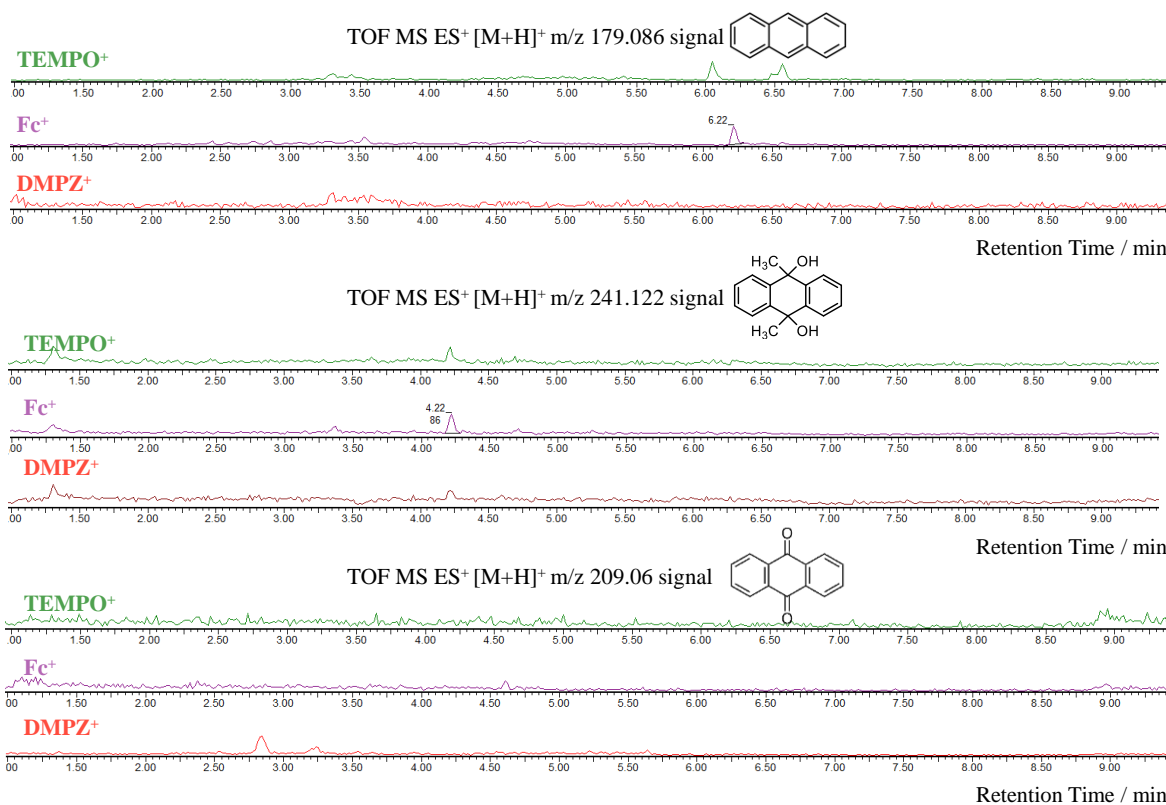 TOF MS ES⁺ [M+H]⁺ m/z 179.086 signal
TEMPO⁺
00 1.50 2.00 2.50 3.00 3.50 4.00 4.50 5.00 5.50 6.00 6.50 7.00 7.50 8.00 8.50 9.00
Fc⁺
6.22
00 1.50 2.00 2.50 3.00 3.50 4.00 4.50 5.00 5.50 6.00 6.50 7.00 7.50 8.00 8.50 9.00
DMPZ⁺
00 1.50 2.00 2.50 3.00 3.50 4.00 4.50 5.00 5.50 6.00 6.50 7.00 7.50 8.00 8.50 9.00
Retention Time / min
H₃C OH
TOF MS ES⁺ [M+H]⁺ m/z 241.122 signal
H₃C OH
TEMPO⁺
00 1.50 2.00 2.50 3.00 3.50 4.00 4.50 5.00 5.50 6.00 6.50 7.00 7.50 8.00 8.50 9.00
Fc⁺
4.22
86
00 1.50 2.00 2.50 3.00 3.50 4.00 4.50 5.00 5.50 6.00 6.50 7.00 7.50 8.00 8.50 9.00
DMPZ⁺
00 1.50 2.00 2.50 3.00 3.50 4.00 4.50 5.00 5.50 6.00 6.50 7.00 7.50 8.00 8.50 9.00
Retention Time / min
O
TOF MS ES⁺ [M+H]⁺ m/z 209.06 signal
O
TEMPO⁺
.00 1.50 2.00 2.50 3.00 3.50 4.00 4.50 5.00 5.50 6.00 6.50 7.00 7.50 8.00 8.50 9.00
Fc⁺
.00 1.50 2.00 2.50 3.00 3.50 4.00 4.50 5.00 5.50 6.00 6.50 7.00 7.50 8.00 8.50 9.00
DMPZ⁺
00 1.50 2.00 2.50 3.00 3.50 4.00 4.50 5.00 5.50 6.00 6.50 7.00 7.50 8.00 8.50 9.00
Retention Time / min